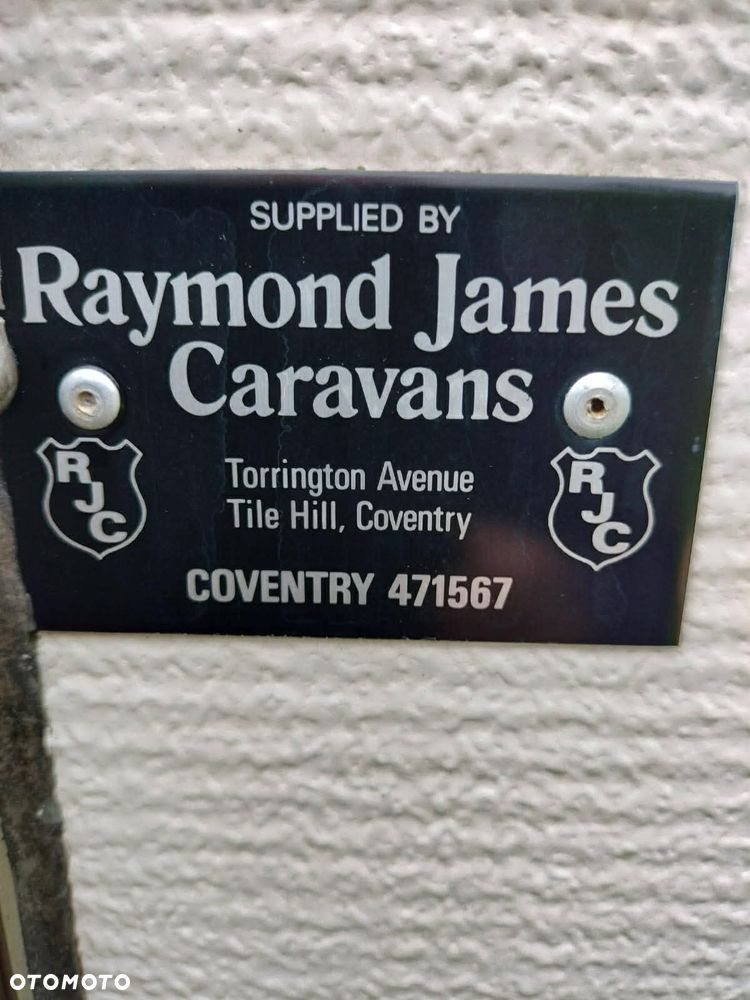 SUPPLIED BY
Raymond James
Caravans
RJC
Torrington Avenue
Tile Hill, Coventry
RJC
COVENTRY 471567
OTOMOTO